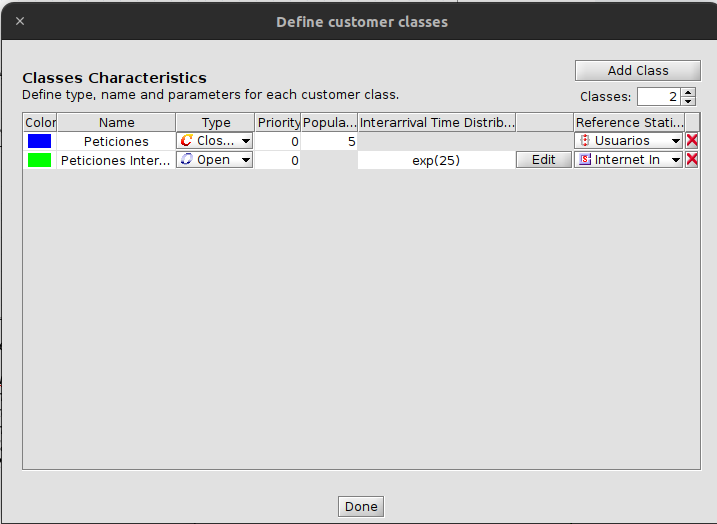 Define customer classes
Add Class
Classes Characteristics
Define type, name and parameters for each customer class.
Classes: 2
Color Name Type Priority Popula... Interarrival Time Distrib... Reference Stati...
Peticiones Clos... 0 5 Usuarios
Peticiones Inter... Open 0 exp(25) Edit Internet In
Done